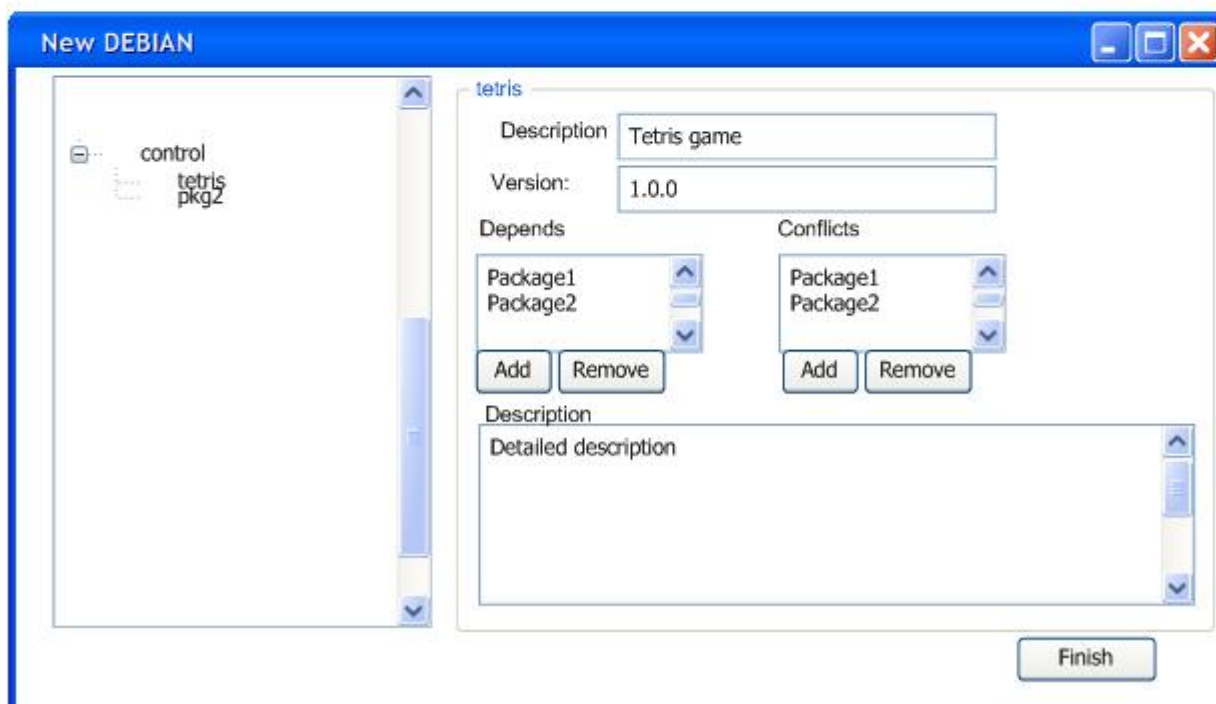 New DEBIAN
control
tetris
pkg2
tetris
Description Tetris game
Version: 1.0.0
Depends Conflicts
Package1 Package1
Package2 Package2
Add Remove Add Remove
Description
Detailed description
Finish